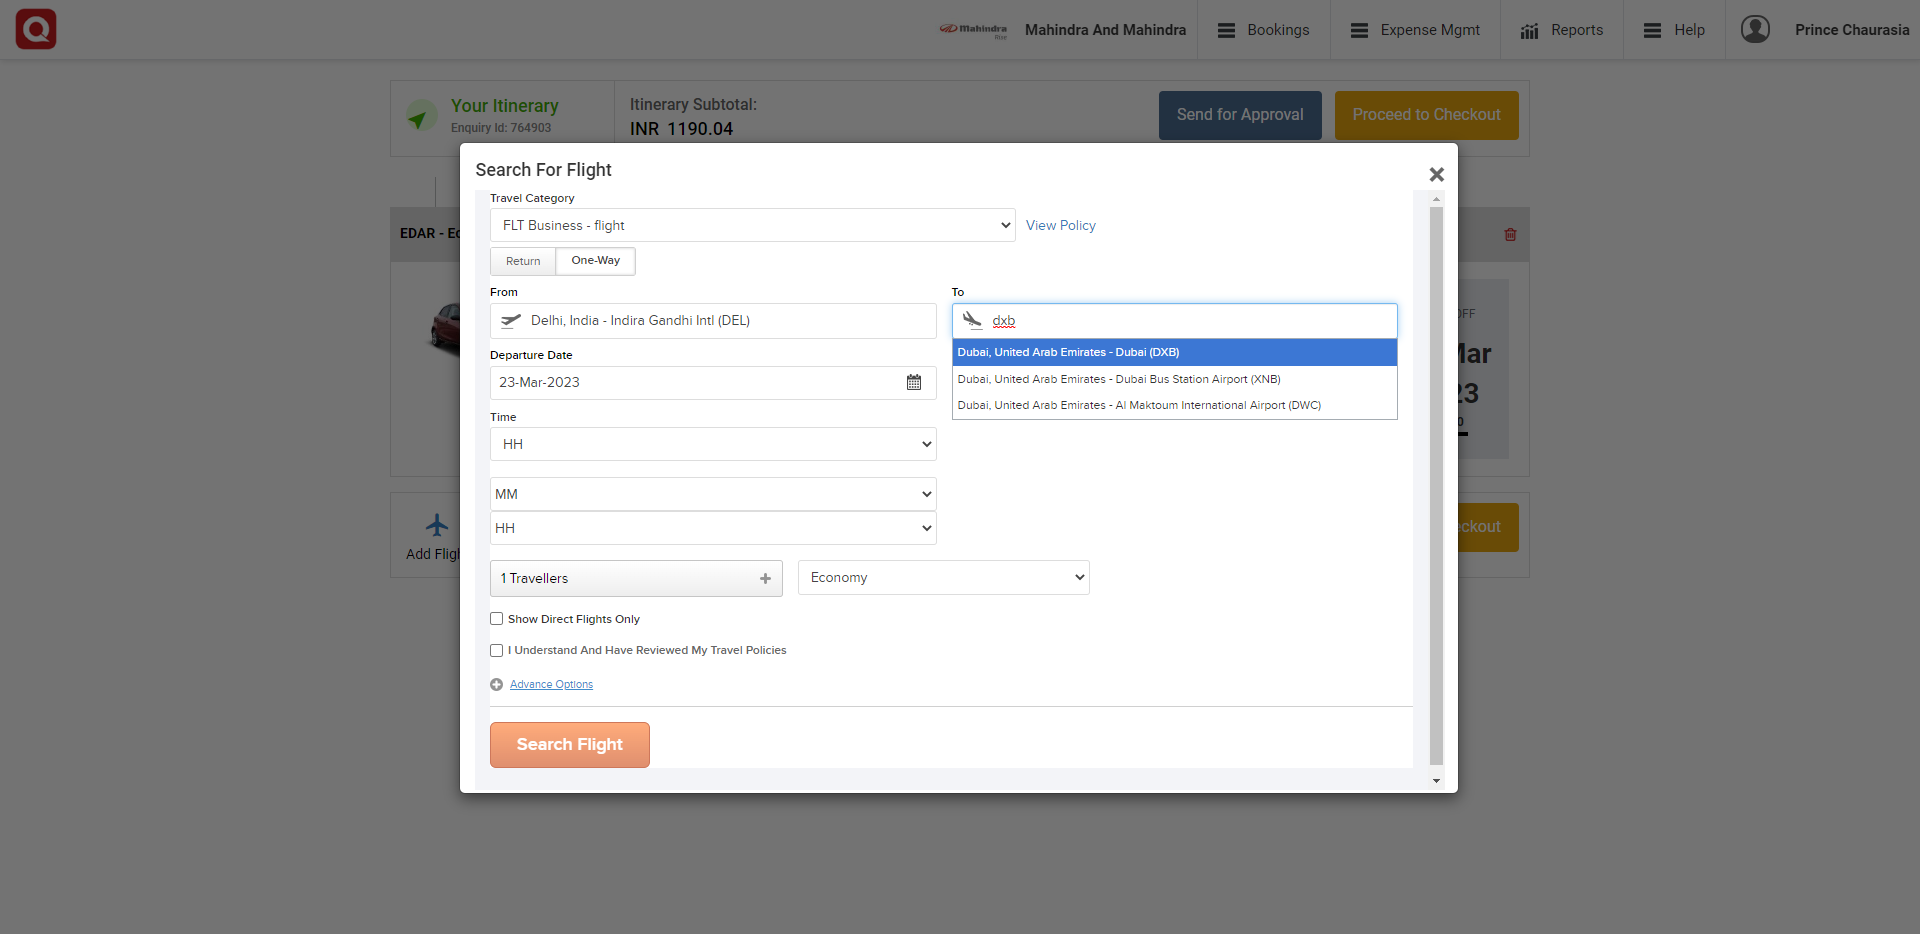 Mahindra
Rise
Mahindra And Mahindra
Bookings
Expense Mgmt
Reports
Help
Prince Chaurasia
Your Itinerary
Enquiry Id: 764903
Itinerary Subtotal:
INR 1190.04
Send for Approval
Proceed to Checkout
Search For Flight
Travel Category
FLT Business - flight
View Policy
EDAR -
Return
One-Way
From
To
Delhi, India - Indira Gandhi Intl (DEL)
dxb
Dubai, United Arab Emirates - Dubai (DXB)
Dubai, United Arab Emirates - Dubai Bus Station Airport (XNB)
Dubai, United Arab Emirates - Al Maktoum International Airport (DWC)
Departure Date
23-Mar-2023
Time
HH
MM
HH
Add
1 Travellers
Economy
Show Direct Flights Only
I Understand And Have Reviewed My Travel Policies
Advance Options
Search Flight